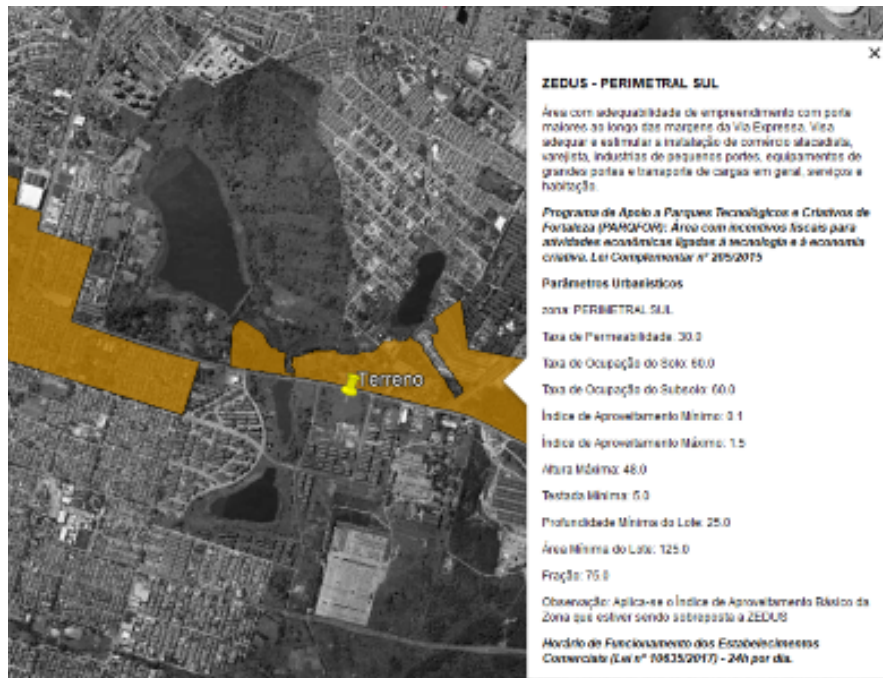 Terreno
×
ZEDUS - PERIMETRAL SUL
Área com adequabilidade de empreendimento com porte
maiores ao longo das margens da Via Expressa. Visa
adequar e estimular a instalação de comércio atacadista,
varejista, indústrias de pequenos portes, equipamentos de
grandes portes e transporte de cargas em geral, serviços e
habitação.
Programa de Apoio a Parques Tecnológicos e Criativos de
Fortaleza (PARQFOR): Área com incentivos fiscais para
atividades econômicas ligadas à tecnologia e à economia
criativa. Lei Complementar nº 205/2015
Parâmetros Urbanísticos
zona: PERIMETRAL SUL
Taxa de Permeabilidade: 30.0
Taxa de Ocupação do Solo: 60.0
Taxa de Ocupação do Subsolo: 60.0
Índice de Aproveitamento Mínimo: 0.1
Índice de Aproveitamento Máximo: 1.5
Altura Máxima: 48.0
Testada Mínima: 5.0
Profundidade Mínima do Lote: 25.0
Área Mínima do Lote: 125.0
Fração: 75.0
Observação: Aplica-se o Índice de Aproveitamento Básico da
Zona que estiver sendo sobreposta a ZEDUS
Horário de Funcionamento dos Estabelecimentos
Comerciais (Lei nº 10635/2017) - 24h por dia.